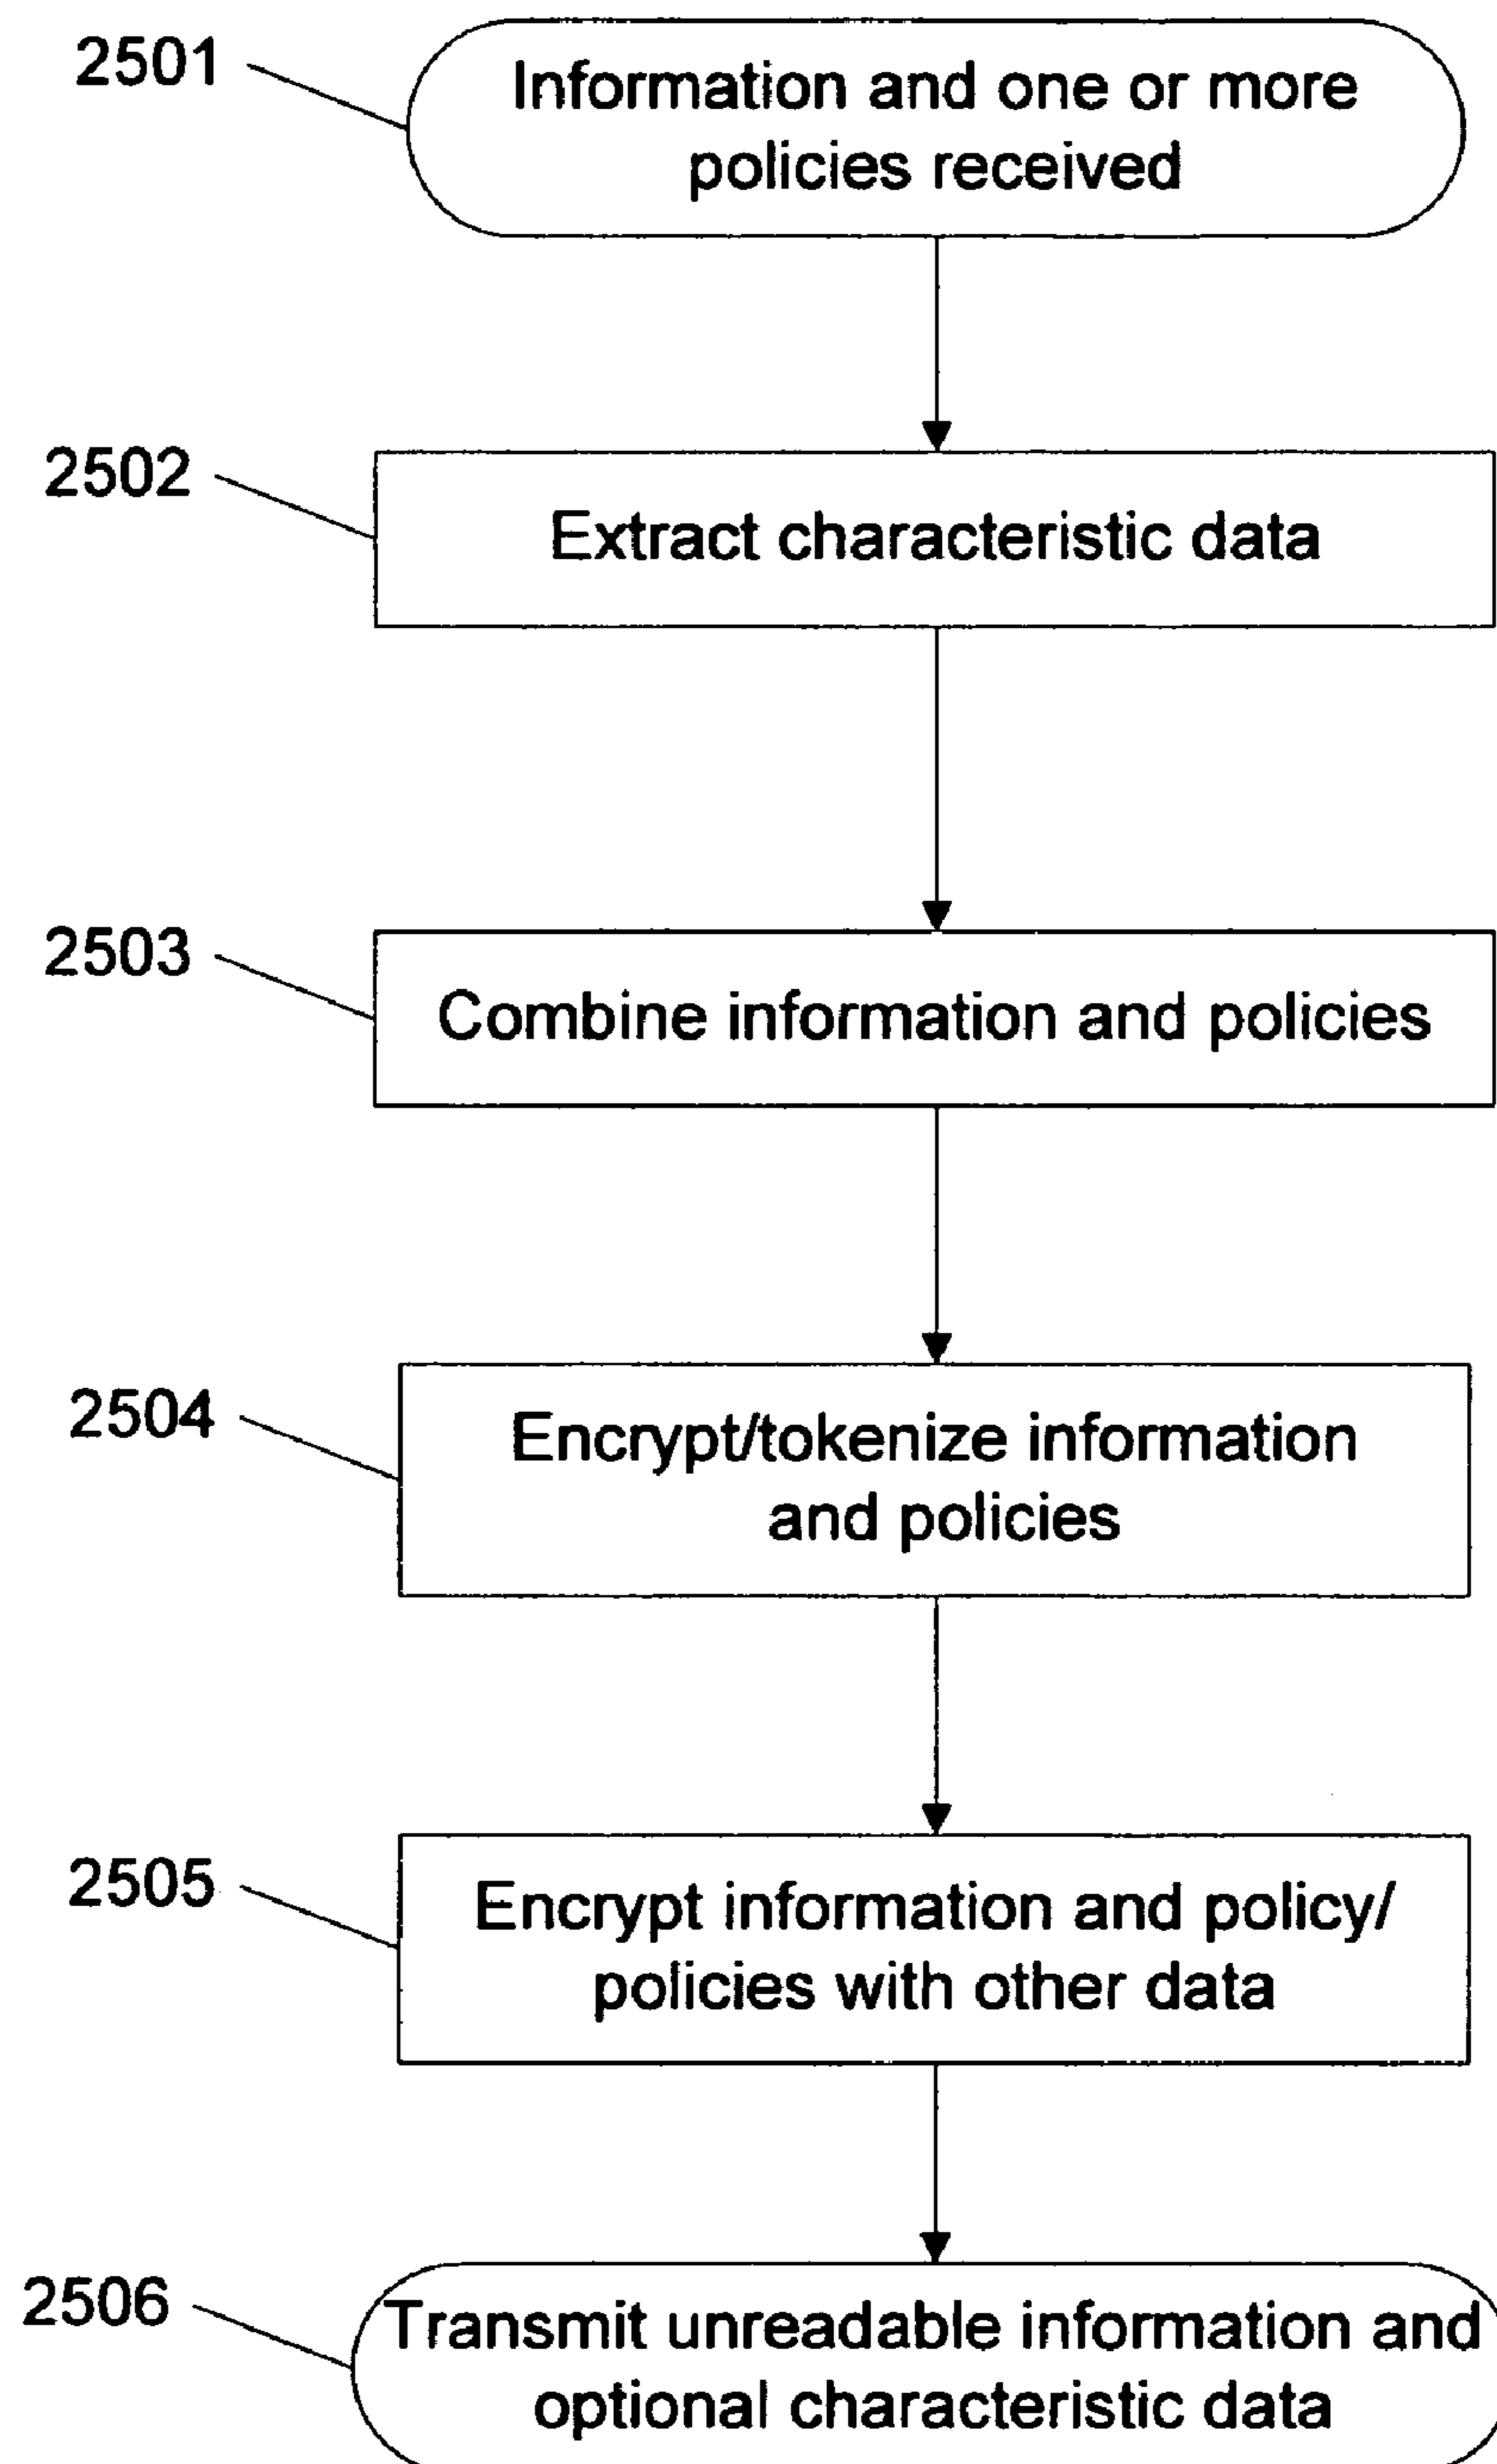 2501
Information and one or more
policies received
2502
Extract characteristic data
2503
Combine information and policies
2504
Encrypt/tokenize information
and policies
2505
Encrypt information and policy/
policies with other data
2506
Transmit unreadable information and
optional characteristic data